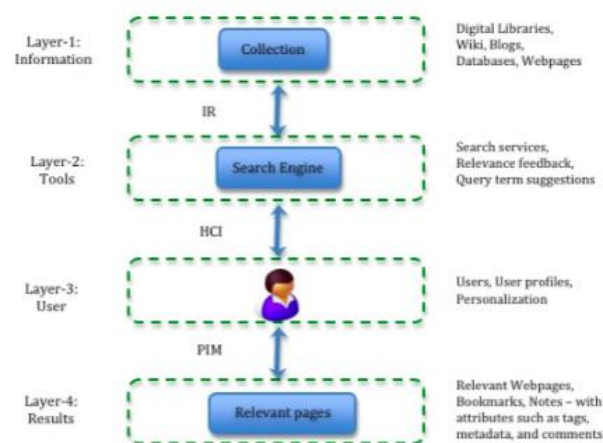 Layer-1:
Information
Collection
Digital Libraries,
Wiki, Blogs,
Databases, Webpages
IR
Layer-2:
Tools
Search Engine
Search services,
Relevance feedback,
Query term suggestions
HCI
Layer-3:
User
Users, User profiles,
Personalization
PIM
Layer-4:
Results
Relevant pages
Relevant Webpages,
Bookmarks, Notes – with
attributes such as tags,
metadata, and comments